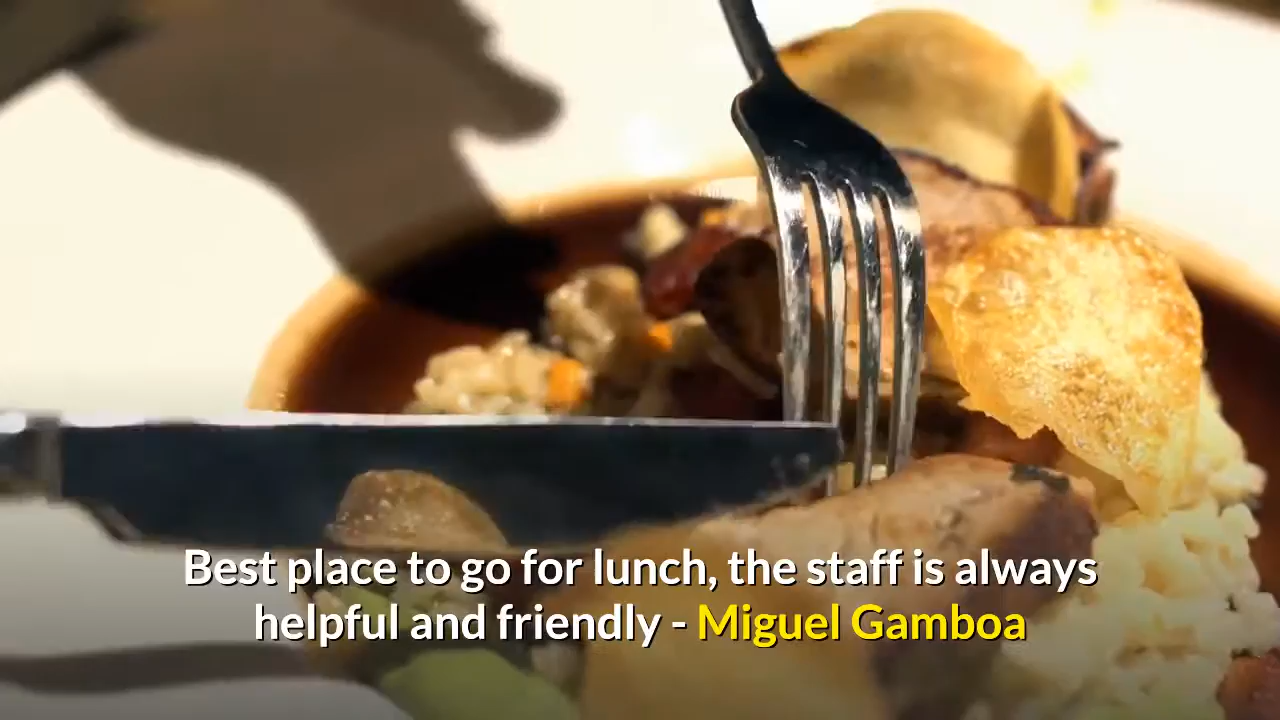 Best place to go for lunch, the staff is always
helpful and friendly - Miguel Gamboa